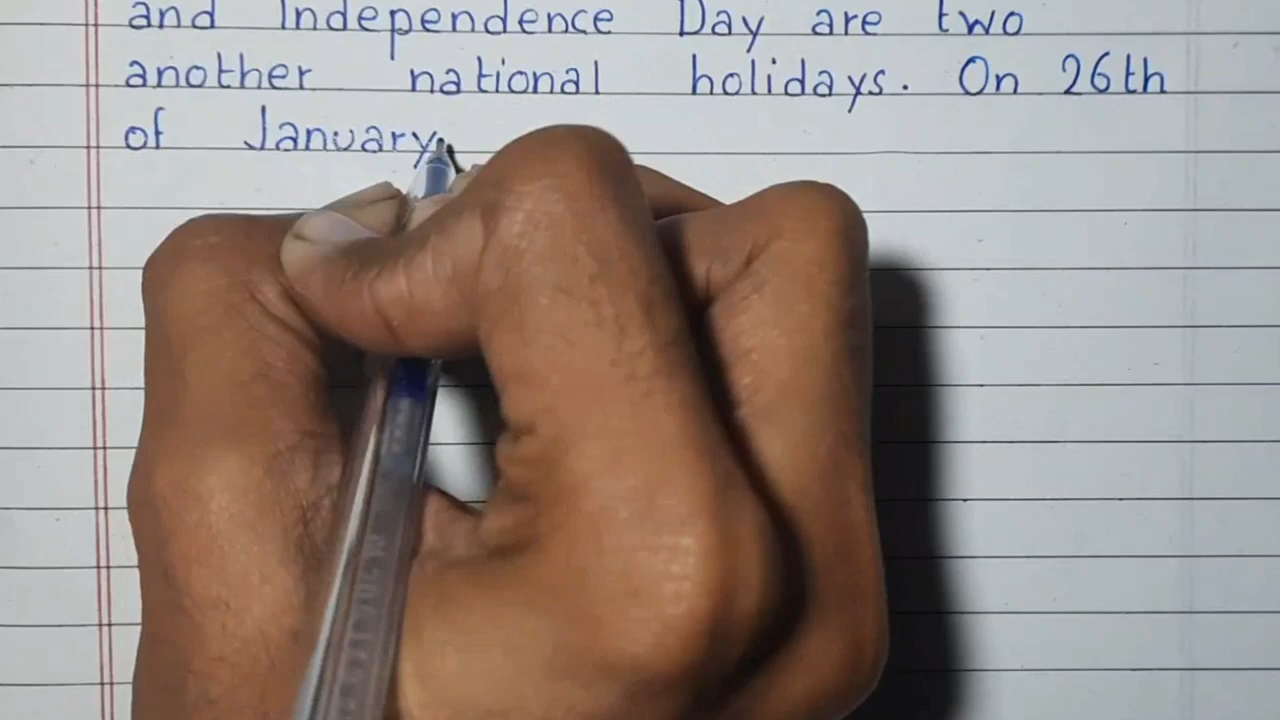 and Independence Day are two
another national holidays. On 26th
of January